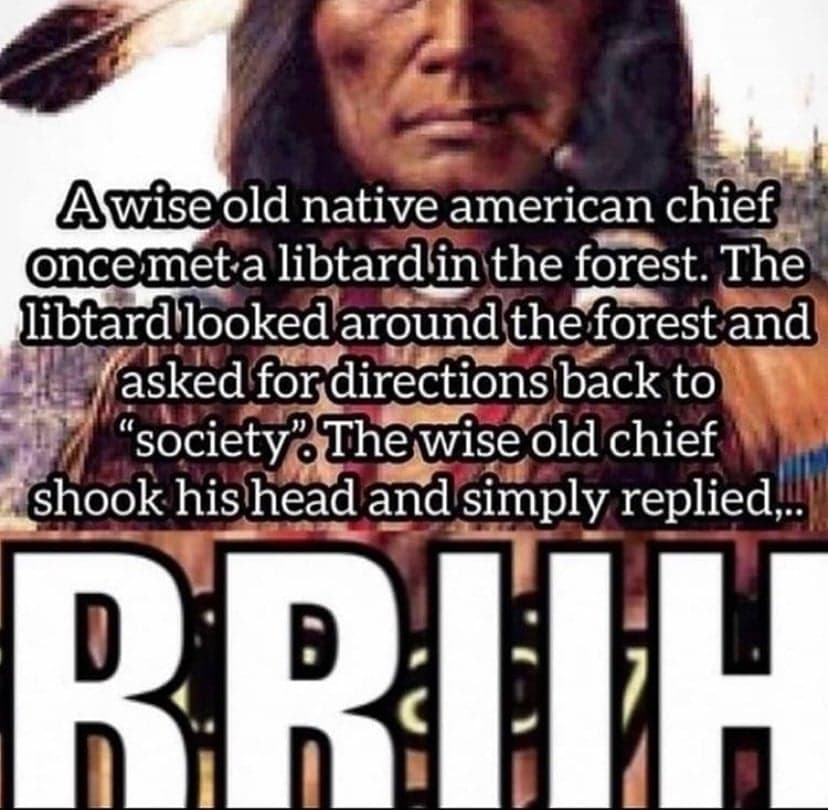 A wise old native american chief
once met a libtard in the forest. The
libtard looked around the forest and
asked for directions back to
“society”. The wise old chief
shook his head and simply replied,..
BRUH